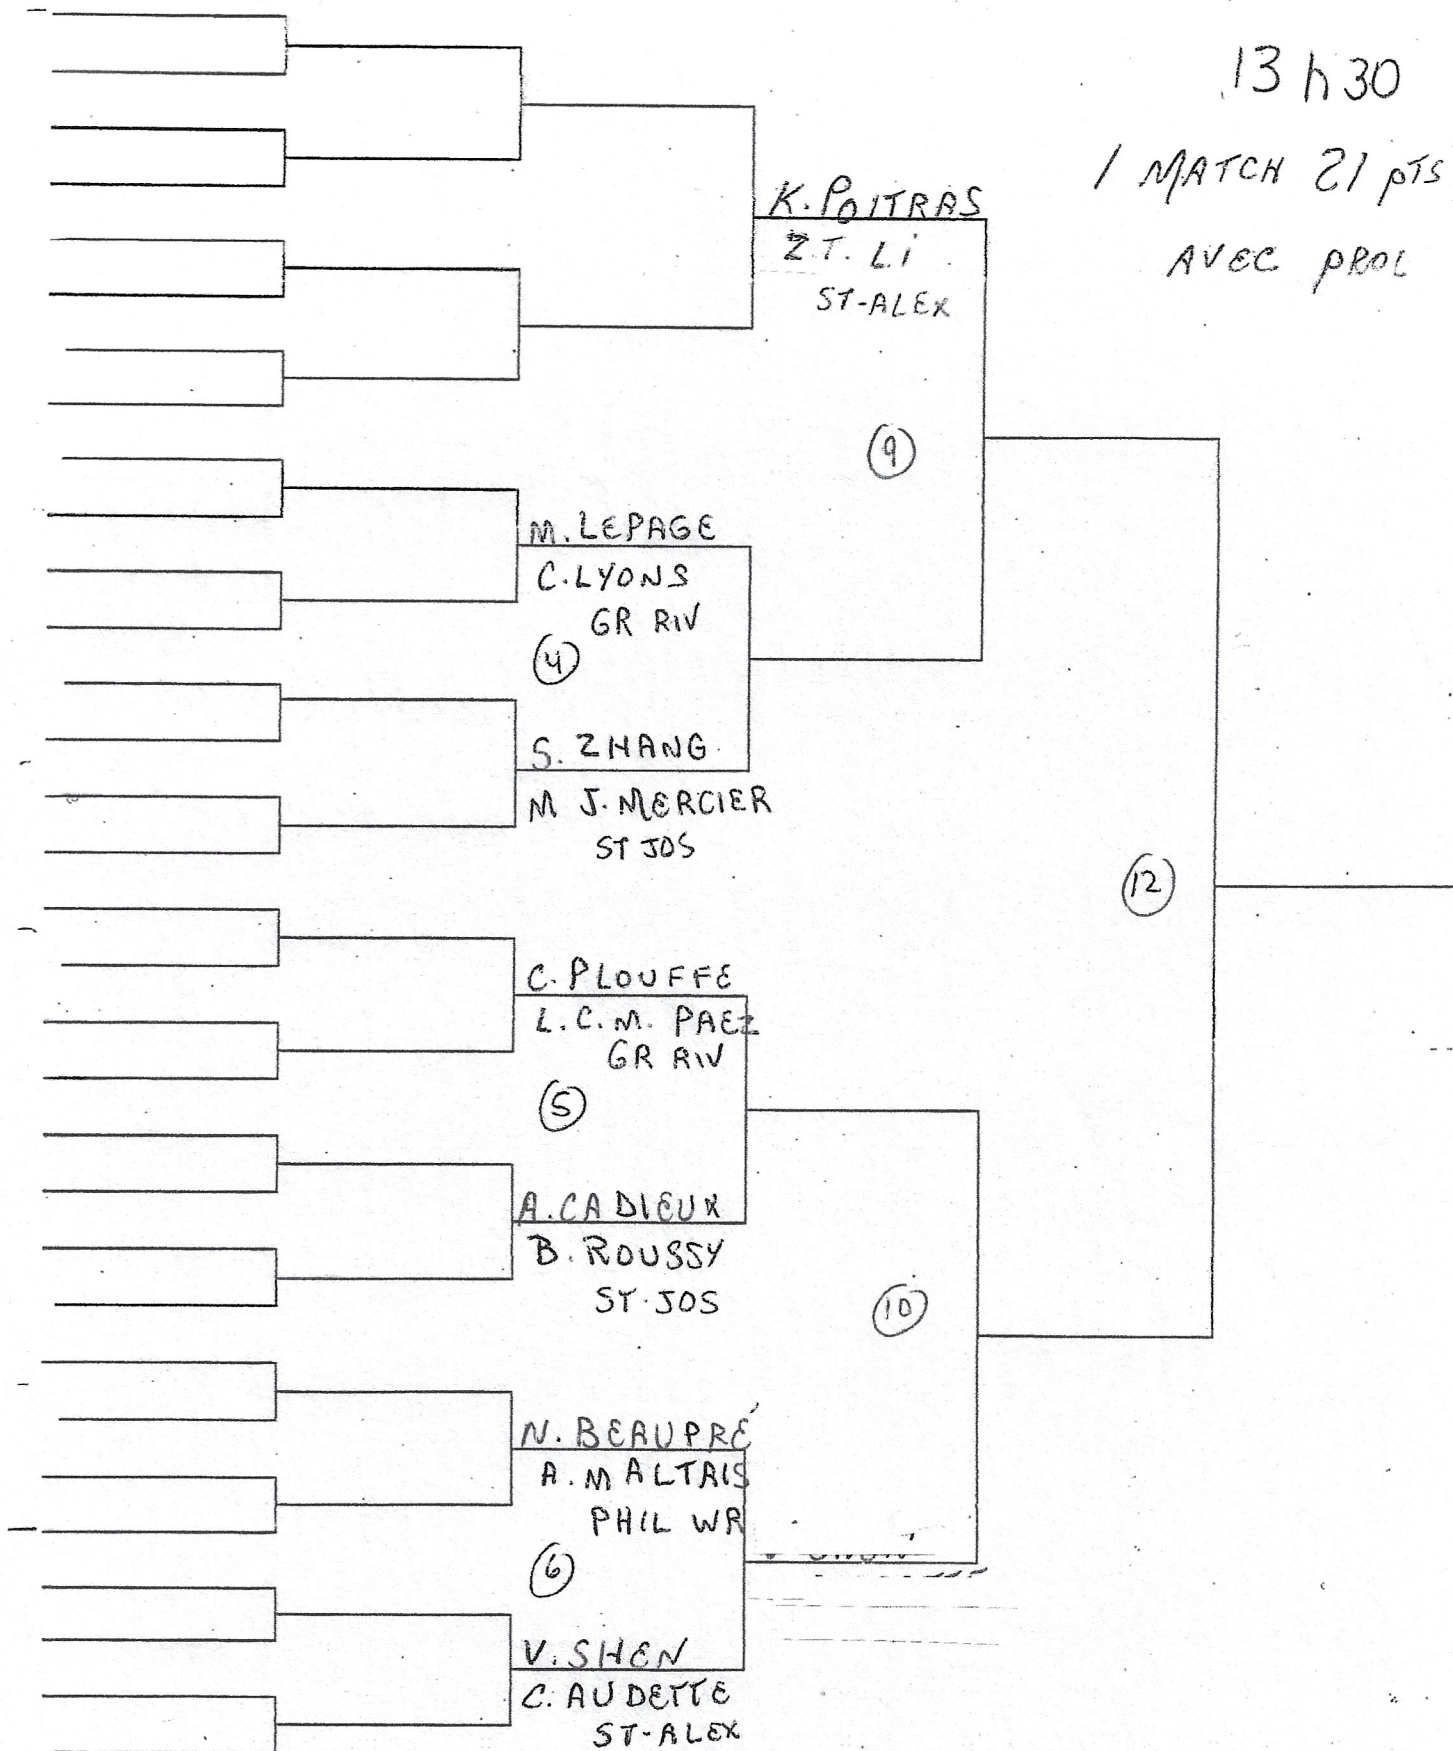 13 h 30
1 MATCH 21 pTS
AVEC pROL
K. POITRAS
Z.T. Li
ST-ALEX
9
M. LEPAGE
C. LYONS
GR RIV
4
S. ZHANG
M J. MERCIER
ST JOS
12
C. PLOUFFE
L.C.M. PAEZ
GR RIV
5
A. CADIEUX
B. ROUSSY
ST-JOS
10
N. BEAUPRÉ
A. MALTAIS
PHIL WR
6
V. SHEN
C. AUDETTE
ST-ALEX